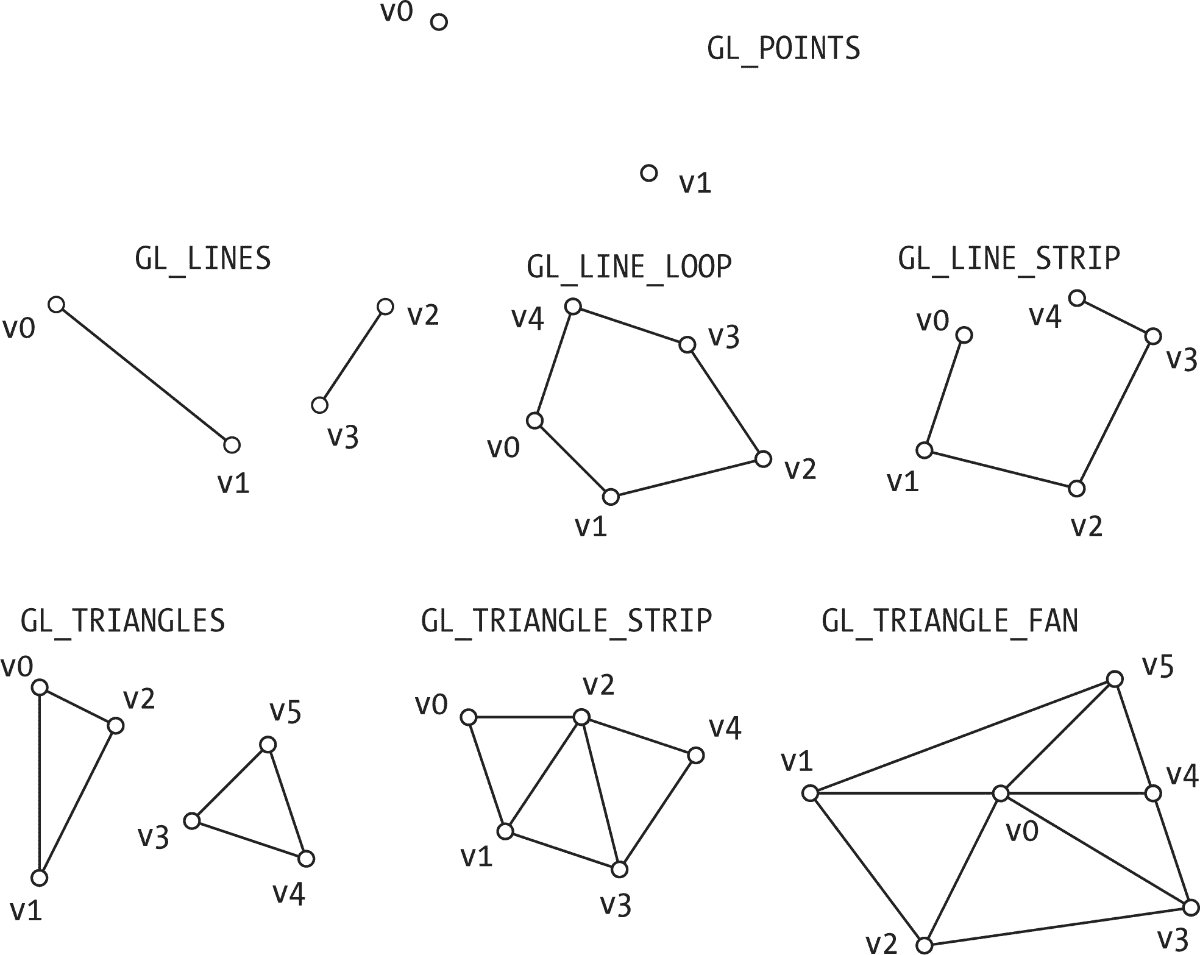 v0
GL_POINTS
v1
GL_LINES
v0
v1
v2
v3
GL_LINE_LOOP
v4
v3
v0
v2
v1
GL_LINE_STRIP
v0
v4
v3
v1
v2
GL_TRIANGLES
v0
v2
v1
v5
v3
v4
GL_TRIANGLE_STRIP
v0
v2
v4
v1
v3
GL_TRIANGLE_FAN
v5
v1
v4
v0
v2
v3